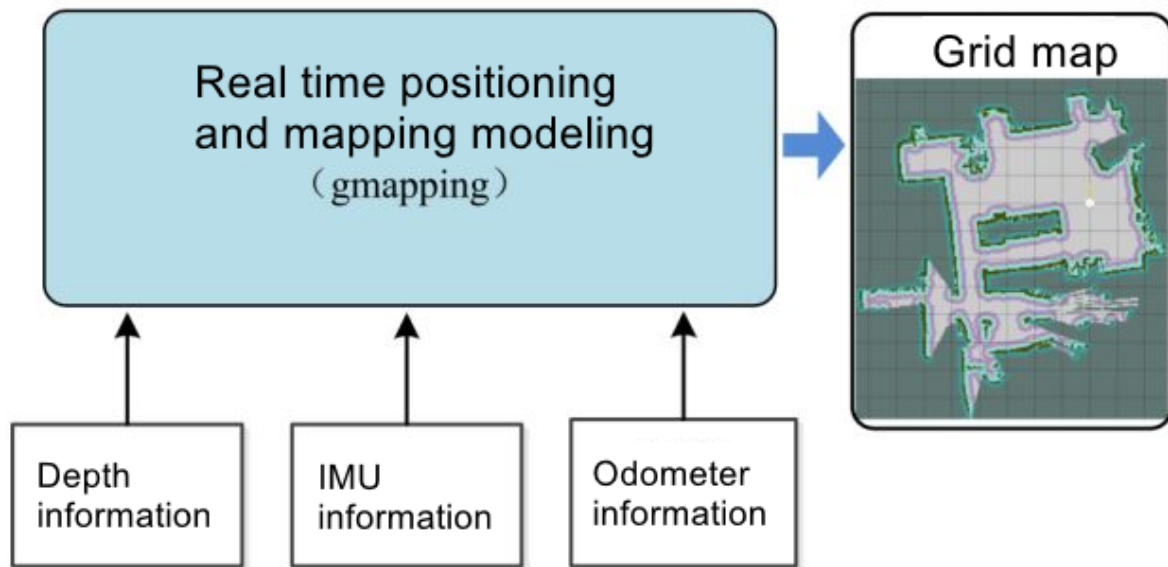 Real time positioning
and mapping modeling
（gmapping）
Grid map
Depth
information
IMU
information
Odometer
information